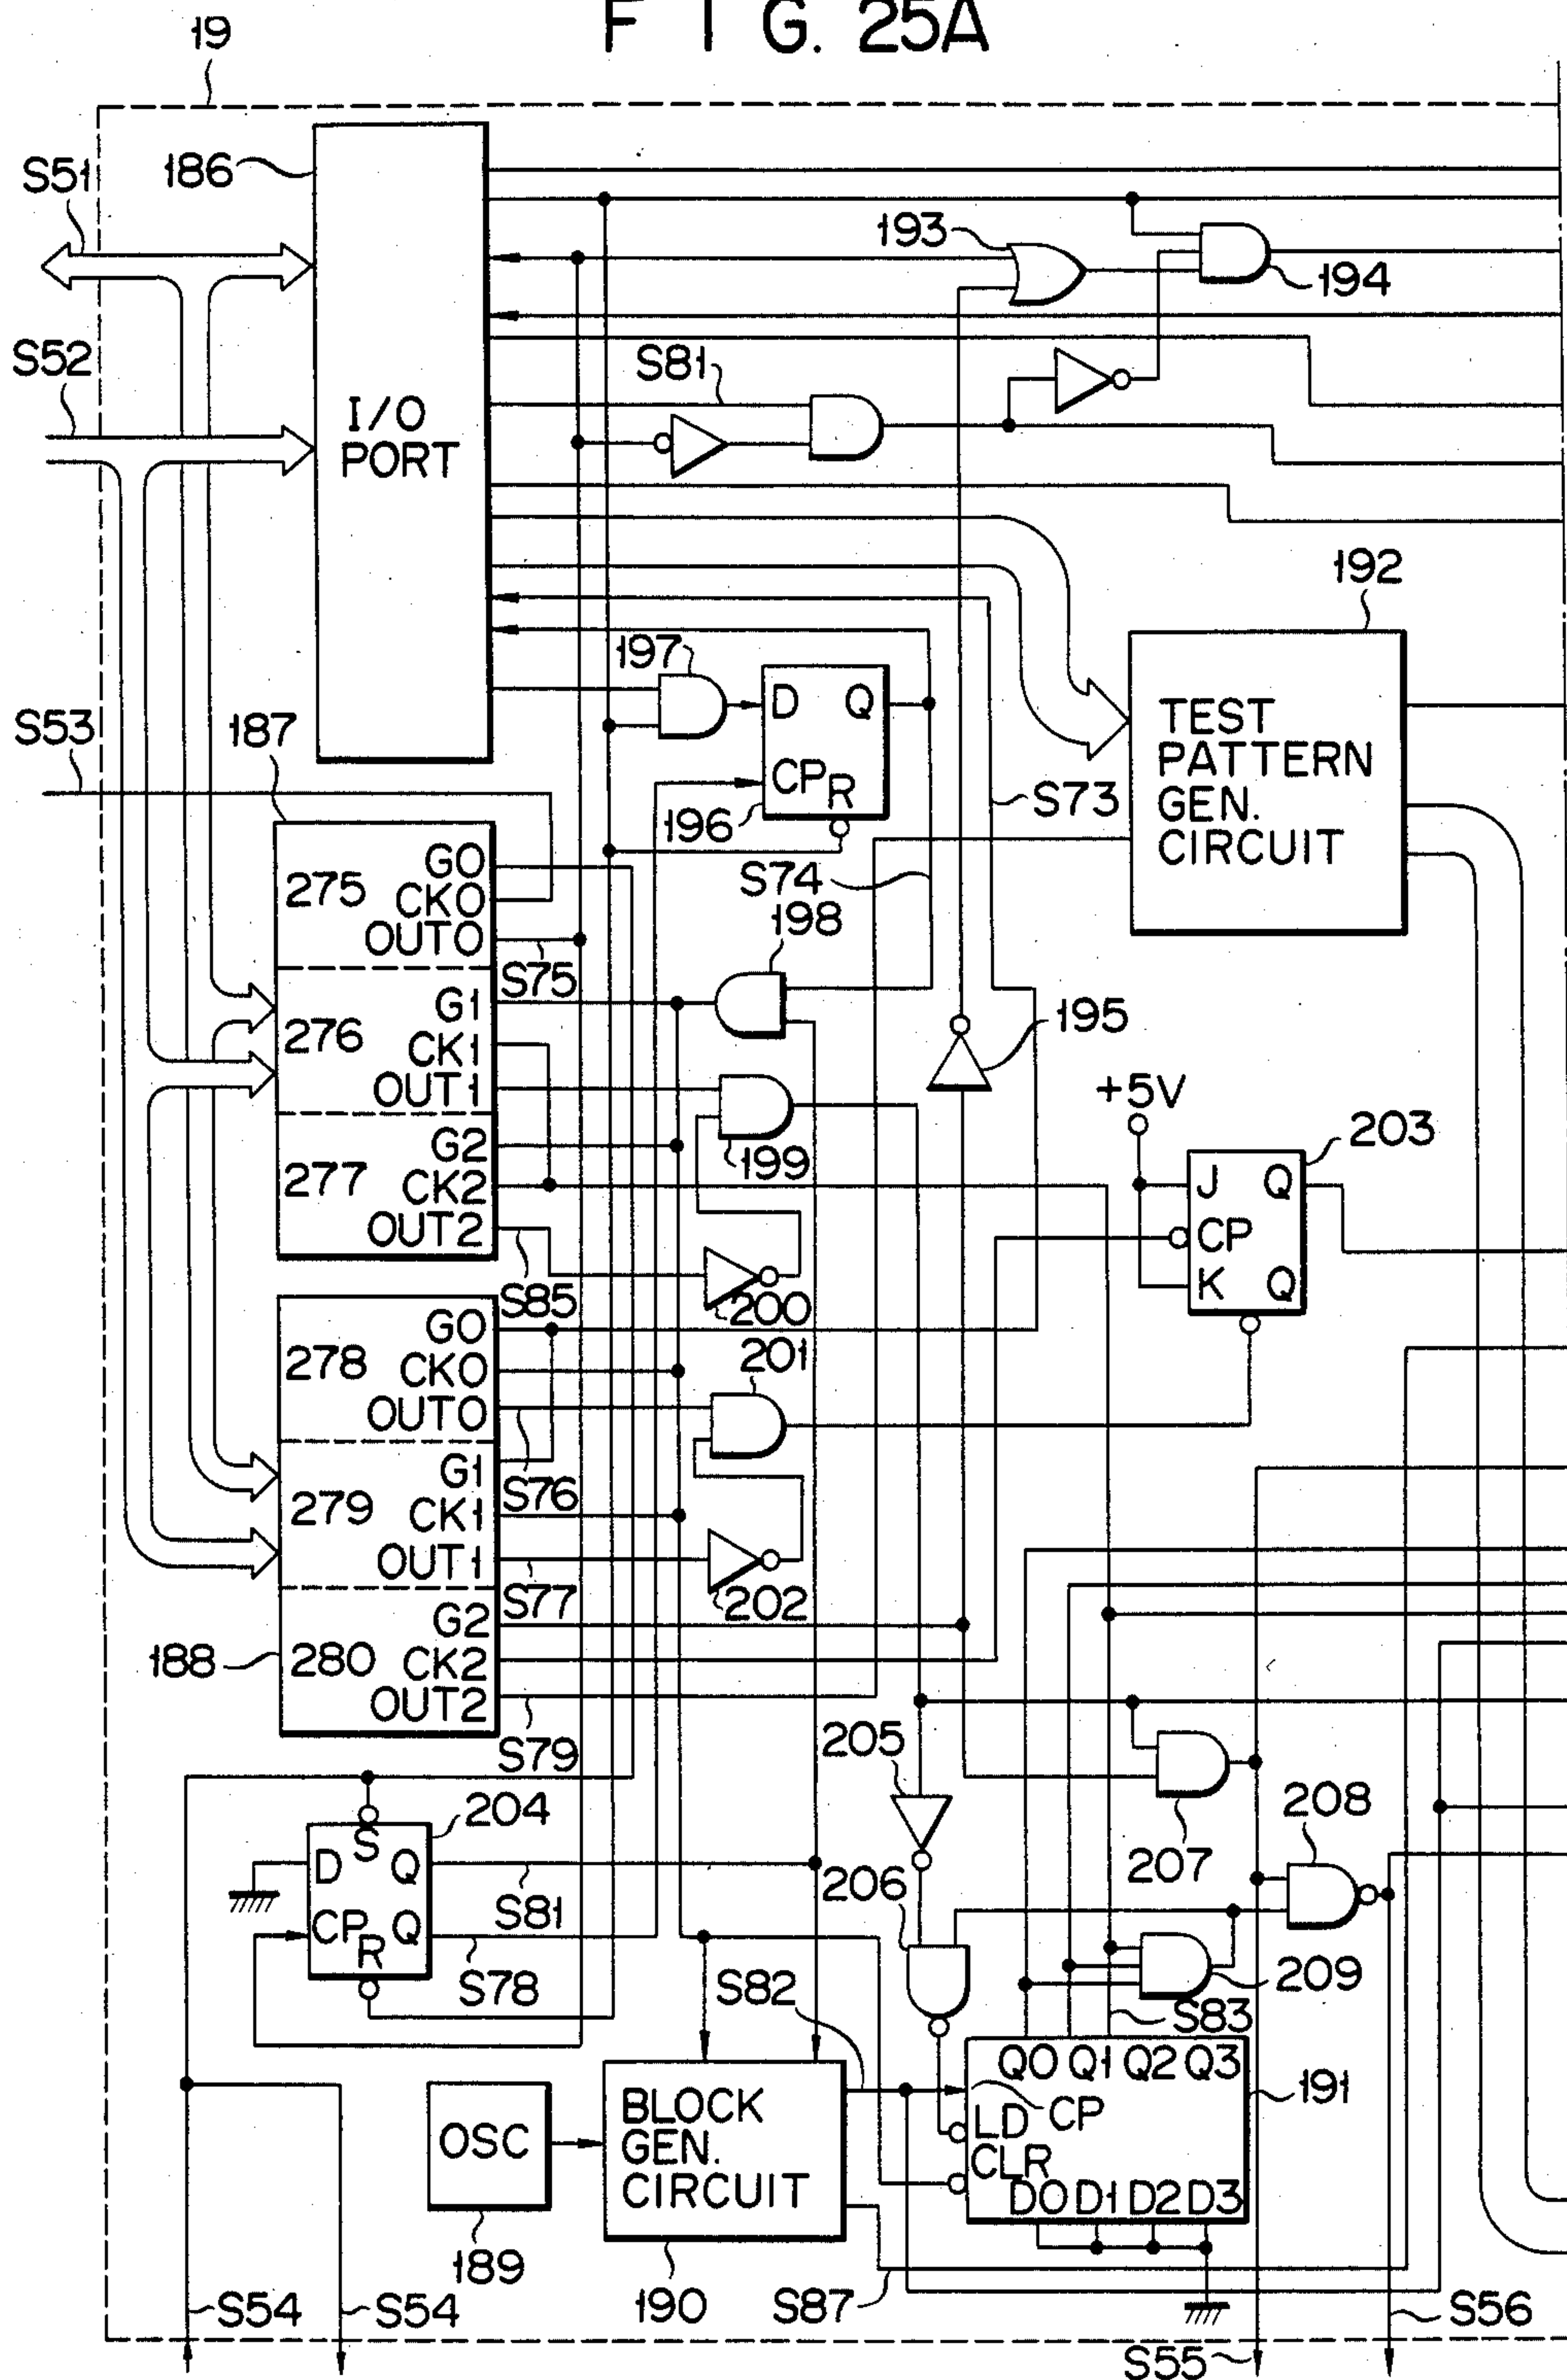 F I G. 25A
19
S51
186
193
194
S52
S81
I/O
PORT
192
197
D Q
CP R
196
TEST
PATTERN
GEN.
CIRCUIT
S53
187
S73
S74
275
G0
CK0
OUT0
S75
198
276
G1
CK1
OUT1
195
199
+5V
203
277
G2
CK2
OUT2
S85
200
J Q
CP
K Q
278
G0
CK0
OUT0
S76
201
279
G1
CK1
OUT1
S77
202
188
280
G2
CK2
OUT2
S79
205
204
S
D Q
CP R Q
S81
S78
206
207
208
209
S82
S83
Q0 Q1 Q2 Q3
191
CP
LD
CLR
D0 D1 D2 D3
OSC
189
BLOCK
GEN.
CIRCUIT
190
S87
S54
S54
S55
S56